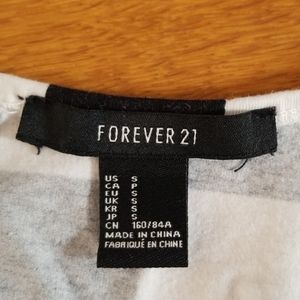 FOREVER 21
US S
CA P
EU S
UK S
KR S
JP S
CN 160/84A
MADE IN CHINA
FABRIQUÉ EN CHINE